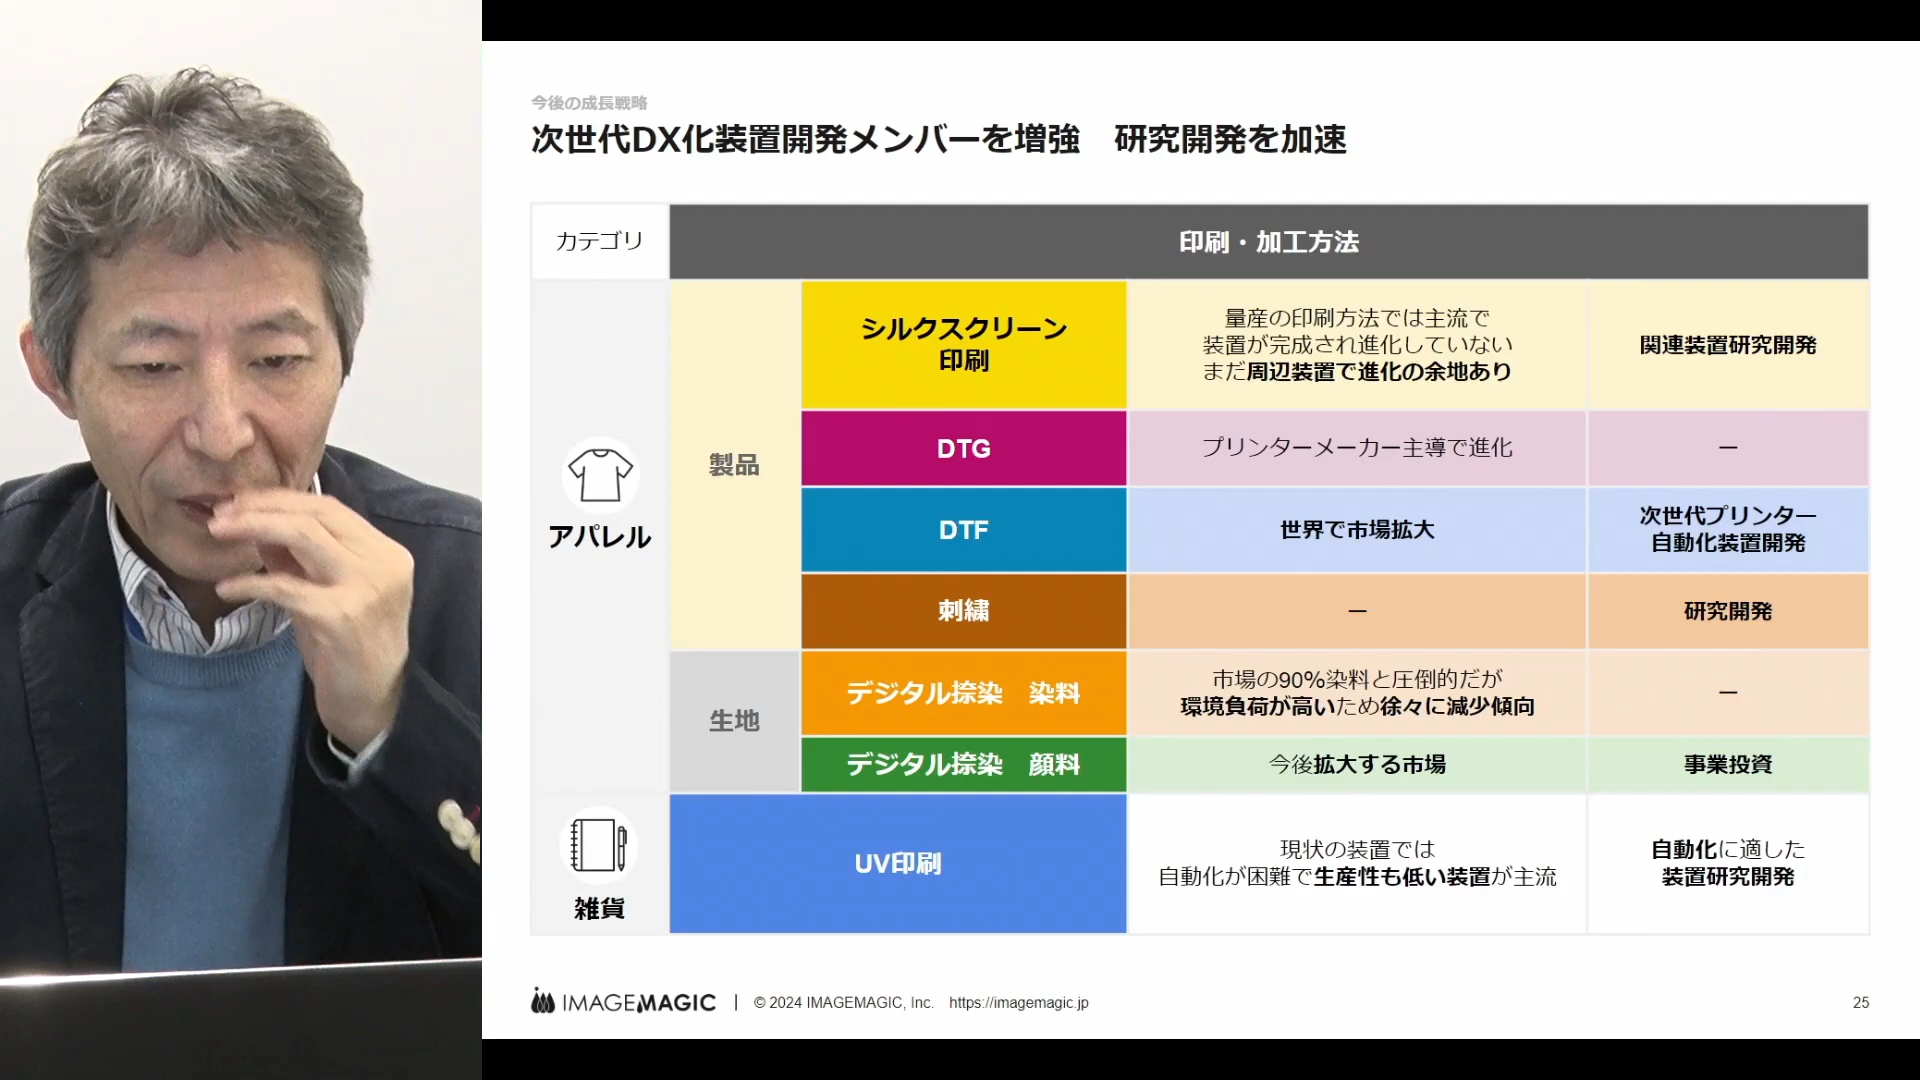 今後の成長戦略
次世代DX化装置開発メンバーを増強　研究開発を加速
カテゴリ
印刷・加工方法
アパレル
製品
シルクスクリーン
印刷
量産の印刷方法では主流で
装置が完成され進化していない
まだ周辺装置で進化の余地あり
関連装置研究開発
DTG
プリンターメーカー主導で進化
ー
DTF
世界で市場拡大
次世代プリンター
自動化装置開発
刺繍
ー
研究開発
生地
デジタル捺染　染料
市場の90%染料と圧倒的だが
環境負荷が高いため徐々に減少傾向
ー
デジタル捺染　顔料
今後拡大する市場
事業投資
雑貨
UV印刷
現状の装置では
自動化が困難で生産性も低い装置が主流
自動化に適した
装置研究開発
IMAGEMAGIC | © 2024 IMAGEMAGIC, Inc. https://imagemagic.jp
25